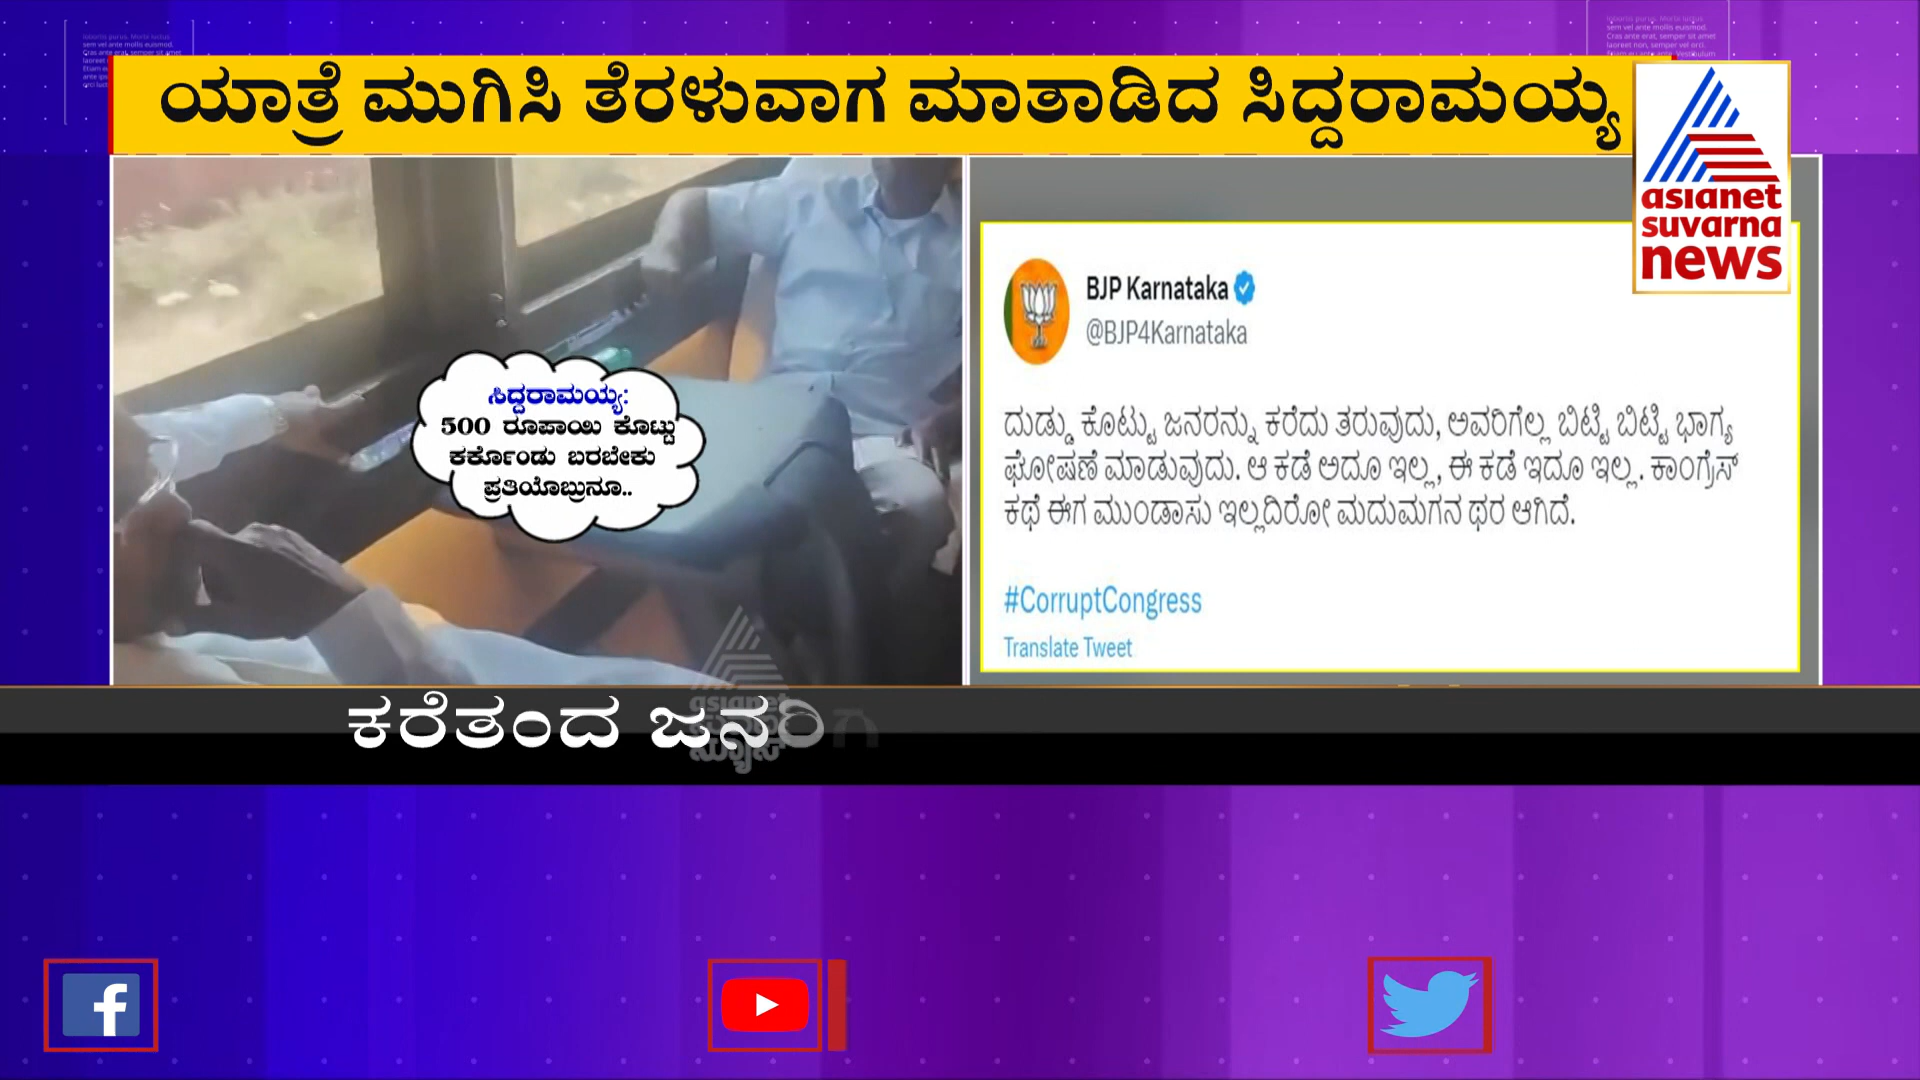 ಯಾತ್ರೆ ಮುಗಿಸಿ ತೆರಳುವಾಗ ಮಾತಾಡಿದ ಸಿದ್ದರಾಮಯ್ಯ
asianet
suvarna
news
ಸಿದ್ದರಾಮಯ್ಯ:
500 ರೂಪಾಯಿ ಕೊಟ್ಟು
ಕರ್ಕೊಂಡು ಬರಬೇಕು
ಪ್ರತಿಯೊಬ್ರುನೂ..
BJP Karnataka
@BJP4Karnataka
ದುಡ್ಡು ಕೊಟ್ಟು ಜನರನ್ನು ಕರೆದು ತರುವುದು, ಅವರಿಗೆಲ್ಲ ಬಿಟ್ಟಿ ಬಿಟ್ಟಿ ಭಾಗ್ಯ
ಘೋಷಣೆ ಮಾಡುವುದು. ಆ ಕಡೆ ಅದೂ ಇಲ್ಲ, ಈ ಕಡೆ ಇದೂ ಇಲ್ಲ. ಕಾಂಗ್ರೆಸ್
ಕಥೆ ಈಗ ಮುಂಡಾಸು ಇಲ್ಲದಿರೋ ಮದುಮಗನ ಥರ ಆಗಿದೆ.
#CorruptCongress
Translate Tweet
ಕರೆತಂದ ಜನರಿಗ